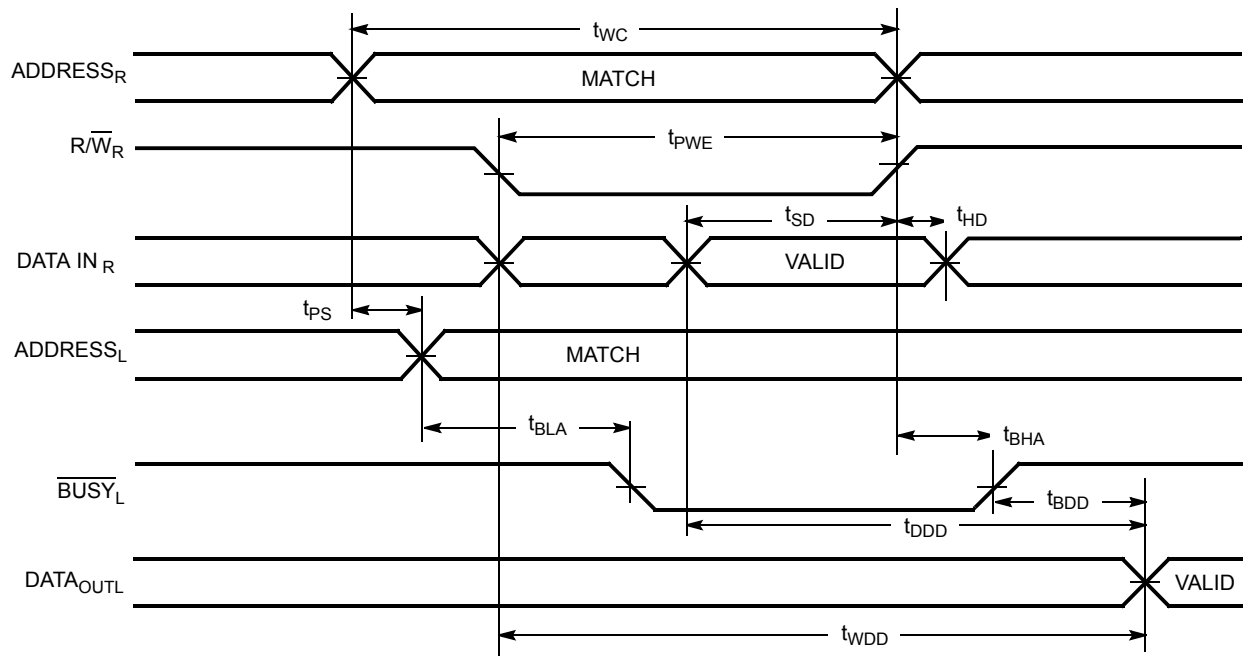 tWC
ADDRESSR
MATCH
R/W̅R
tPWE
tSD
tHD
DATA IN R
VALID
tPS
ADDRESSL
MATCH
tBLA
tBHA
B̅U̅S̅Y̅L
tBDD
tDDD
DATAOUTL
VALID
tWDD